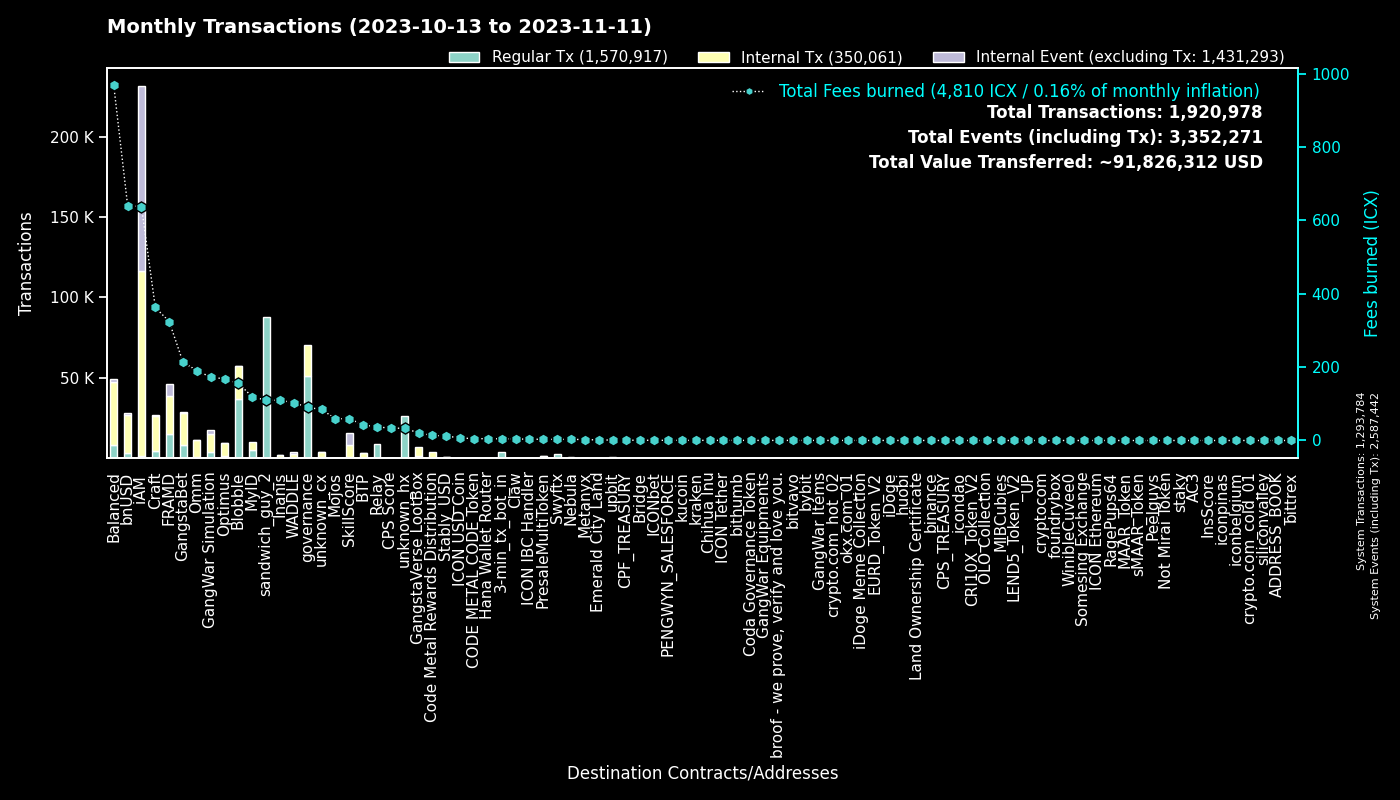 Monthly Transactions (2023-10-13 to 2023-11-11)
Regular Tx (1,570,917)
Internal Tx (350,061)
Internal Event (excluding Tx: 1,431,293)
Total Fees burned (4,810 ICX / 0.16% of monthly inflation)
Total Transactions: 1,920,978
Total Events (including Tx): 3,352,271
Total Value Transferred: ~91,826,312 USD
Transactions
200 K
150 K
100 K
50 K
1000
800
600
400
200
0
Fees burned (ICX)
System Transactions: 1,293,784
System Events (including Tx): 2,587,442
Balanced
bnUSD
iAM
Craft
FRAMD
GangstaBet
Omm
GangWar Simulation
Optimus
Blobble
MyID
sandwich_guy_2
Inanis
WADDLE
governance
unknown_cx
Mojos
SkillScore
BTP
Relay
CPS Score
unknown_hx
GangstaVerse LootBox
Code Metal Rewards Distribution
Stably_USD
ICON_USD_Coin
CODE METAL_CODE Token
Hana Wallet Router
3-min_tx_bot_in
Claw
ICON IBC Handler
PresaleMultiToken
Swyftx
Nebula
Metanyx
Emerald City Land
upbit
CPF_TREASURY
Bridge
ICONbet
PENGWYN_SALESFORCE
kucoin
kraken
Chihua Inu
ICON Tether
bithumb
Coda Governance Token
GangWar Equipments
broof - we prove, verify and love you.
bitvavo
bybit
GangWar Items
crypto.com_hot_02
okx.com_01
iDoge Meme Collection
EURD_Token_V2
iDoge
huobi
Land Ownership Certificate
binance
CPS_TREASURY
icondao
CRI10X_Token_V2
OLO Collection
MIBCubies
LEND5_Token_V2
UP
cryptocom
foundrybox
WinibleCuvee0
Somesing Exchange
ICON Ethereum
RagePups64
MAAR_Token
sMAAR_Token
Peelguys
Not Miral Token
staky
AC3
InsScore
iconpinas
iconbelgium
crypto.com_cold_01
siliconvalley
ADDRESS_BOOK
bittrex
Destination Contracts/Addresses